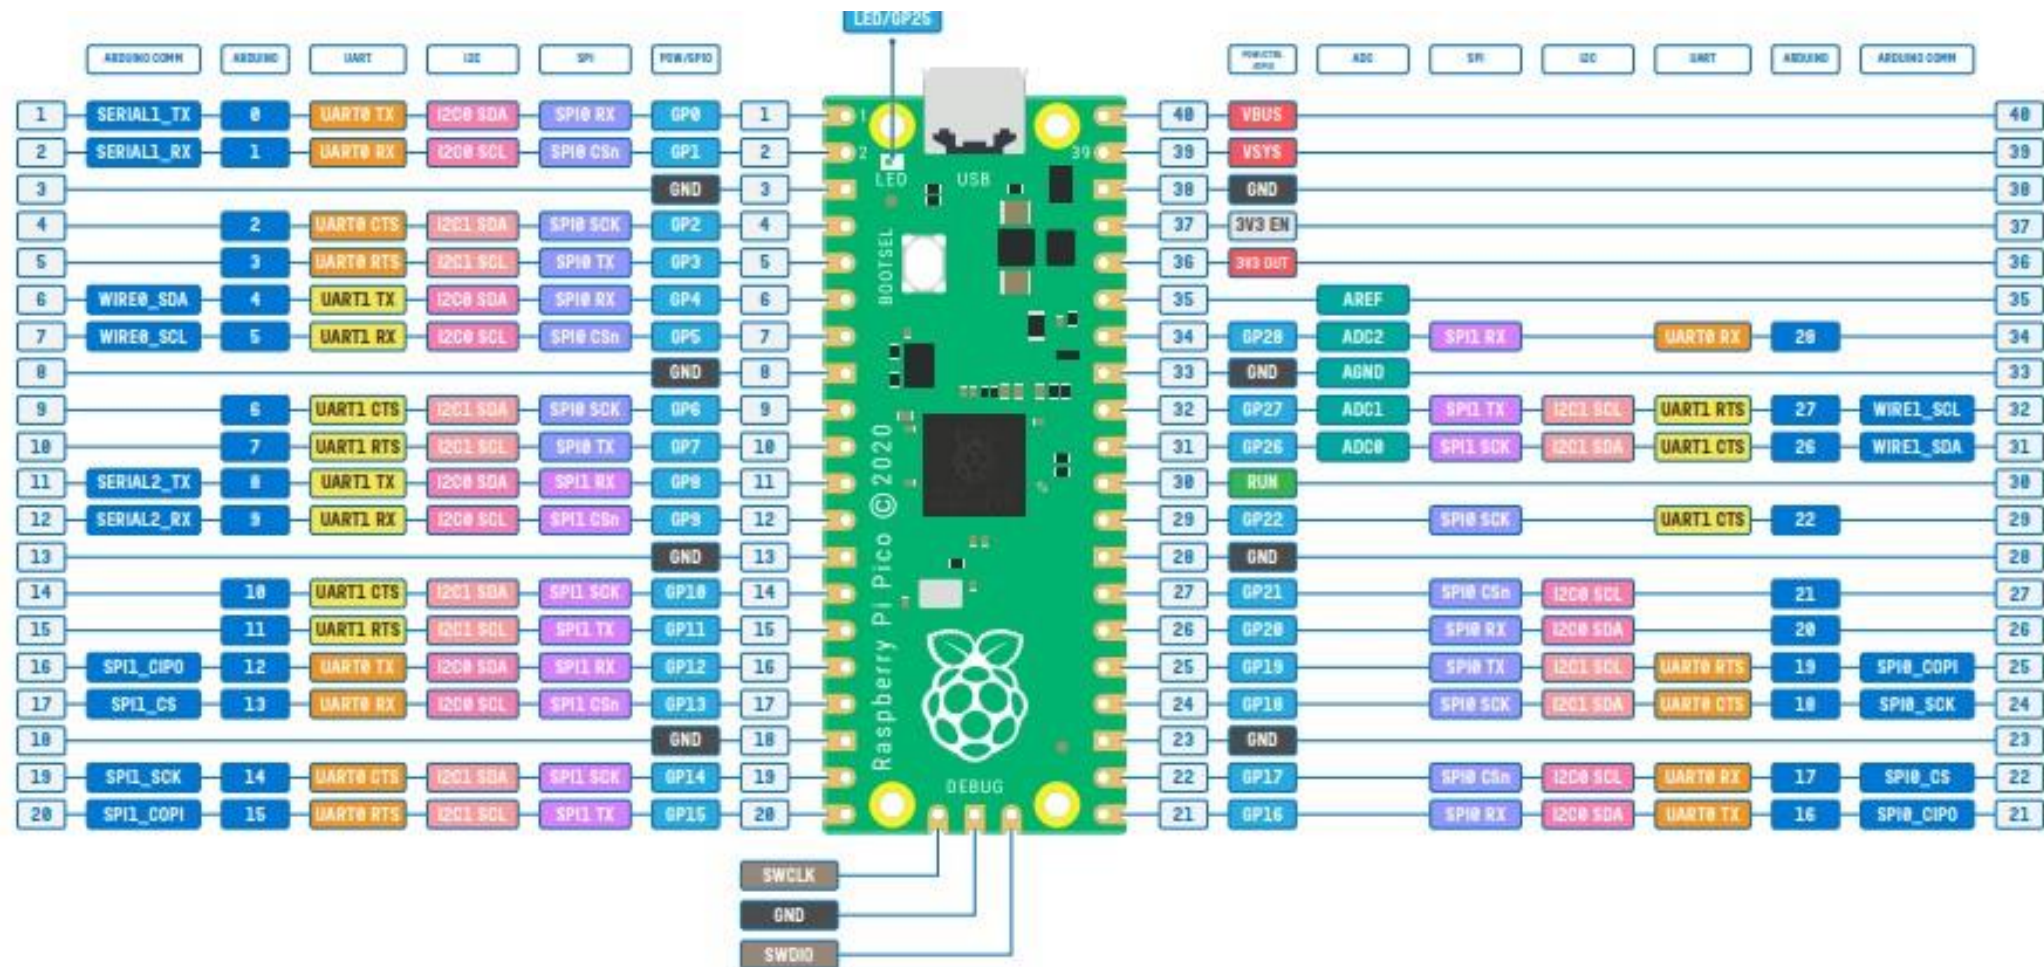 LED/GP25
ARDUINO COMM ARDUINO UART I2C SPI POW/GPIO
POW/CTRL /GPIO ADC SPI I2C UART ARDUINO ARDUINO COMM
1 SERIAL1_TX 0 UART0 TX I2C0 SDA SPI0 RX GP0 1 1 40 VBUS 40
2 SERIAL1_RX 1 UART0 RX I2C0 SCL SPI0 CSn GP1 2 2 39 39 VSYS 39
LED USB
3 GND 3 38 GND 38
4 2 UART0 CTS I2C1 SDA SPI0 SCK GP2 4 37 3V3 EN 37
5 3 UART0 RTS I2C1 SCL SPI0 TX GP3 5 36 3V3 OUT 36
BOOTSEL
6 WIRE0_SDA 4 UART1 TX I2C0 SDA SPI0 RX GP4 6 35 AREF 35
7 WIRE0_SCL 5 UART1 RX I2C0 SCL SPI0 CSn GP5 7 34 GP28 ADC2 SPI1 RX UART0 RX 28 34
8 GND 8 33 GND AGND 33
9 6 UART1 CTS I2C1 SDA SPI0 SCK GP6 9 32 GP27 ADC1 SPI1 TX I2C1 SCL UART1 RTS 27 WIRE1_SCL 32
10 7 UART1 RTS I2C1 SCL SPI0 TX GP7 10 31 GP26 ADC0 SPI1 SCK I2C1 SDA UART1 CTS 26 WIRE1_SDA 31
11 SERIAL2_TX 8 UART1 TX I2C0 SDA SPI1 RX GP8 11 30 RUN 30
12 SERIAL2_RX 9 UART1 RX I2C0 SCL SPI1 CSn GP9 12 29 GP22 SPI0 SCK UART1 CTS 22 29
13 GND 13 28 GND 28
14 10 UART1 CTS I2C1 SDA SPI1 SCK GP10 14 27 GP21 SPI0 CSn I2C0 SCL 21 27
15 11 UART1 RTS I2C1 SCL SPI1 TX GP11 15 26 GP20 SPI0 RX I2C0 SDA 20 26
Raspberry Pi Pico © 2020
16 SPI1_CIPO 12 UART0 TX I2C0 SDA SPI1 RX GP12 16 25 GP19 SPI0 TX I2C1 SCL UART0 RTS 19 SPI0_COPI 25
17 SPI1_CS 13 UART0 RX I2C0 SCL SPI1 CSn GP13 17 24 GP18 SPI0 SCK I2C1 SDA UART0 CTS 18 SPI0_SCK 24
18 GND 18 23 GND 23
19 SPI1_SCK 14 UART0 CTS I2C1 SDA SPI1 SCK GP14 19 22 GP17 SPI0 CSn I2C0 SCL UART0 RX 17 SPI0_CS 22
DEBUG
20 SPI1_COPI 15 UART0 RTS I2C1 SCL SPI1 TX GP15 20 21 GP16 SPI0 RX I2C0 SDA UART0 TX 16 SPI0_CIPO 21
SWCLK
GND
SWDIO